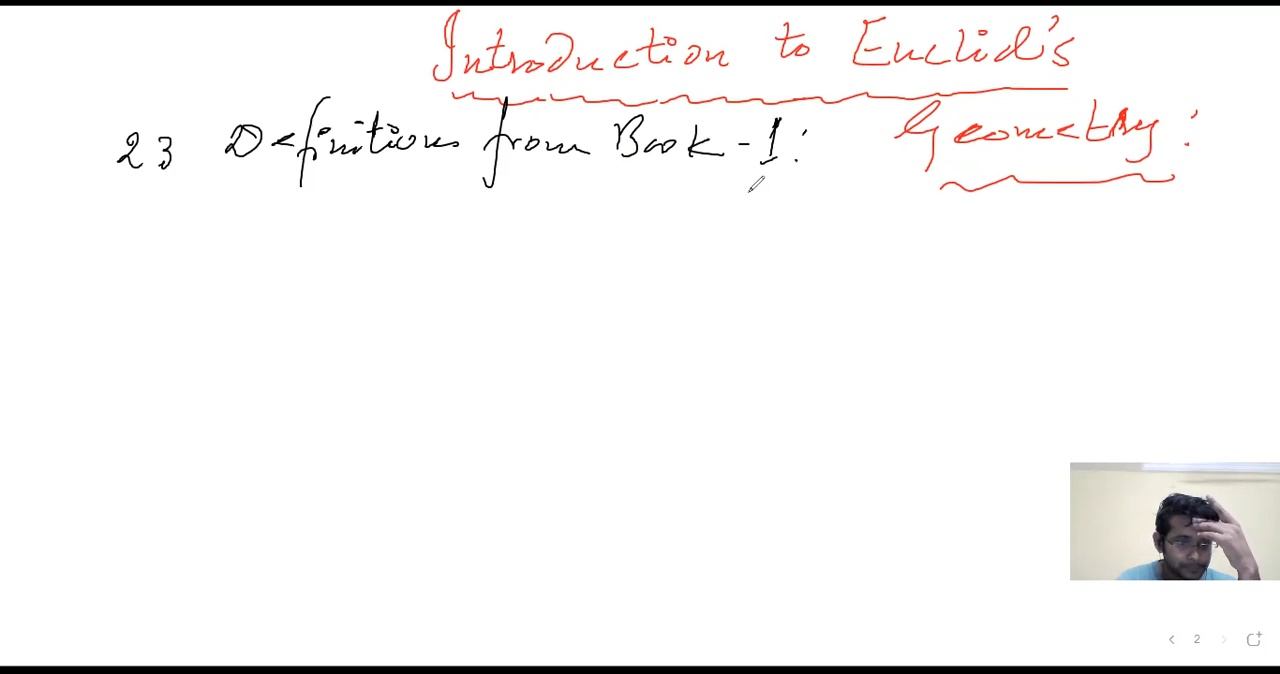 Introduction to Euclid's
Geometry :
23 Definitions from Book - 1 :
2